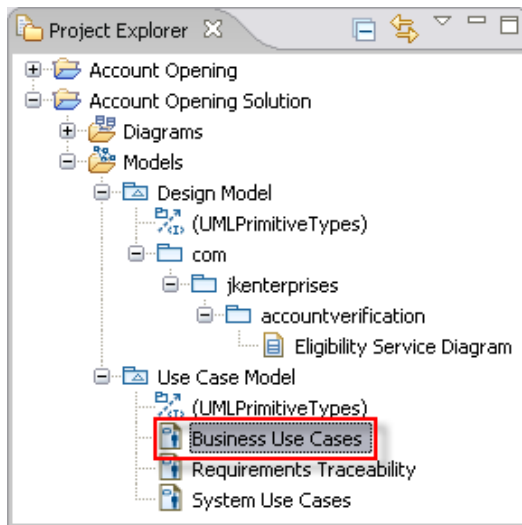 Project Explorer
Account Opening
Account Opening Solution
Diagrams
Models
Design Model
(UMLPrimitiveTypes)
com
jkenterprises
accountverification
Eligibility Service Diagram
Use Case Model
(UMLPrimitiveTypes)
Business Use Cases
Requirements Traceability
System Use Cases